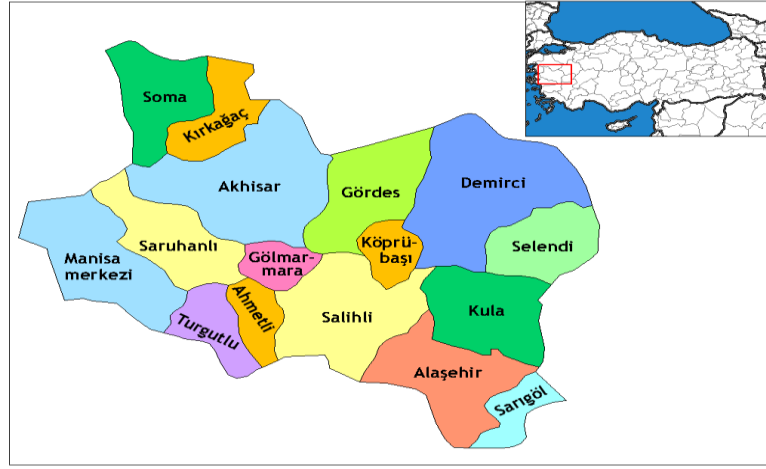 Soma
Kırkağaç
Akhisar
Gördes
Demirci
Manisa
merkezi
Saruhanlı
Gölmar-
mara
Köprü-
başı
Selendi
Turgutlu
Ahmetli
Salihli
Kula
Alaşehir
Sarıgöl